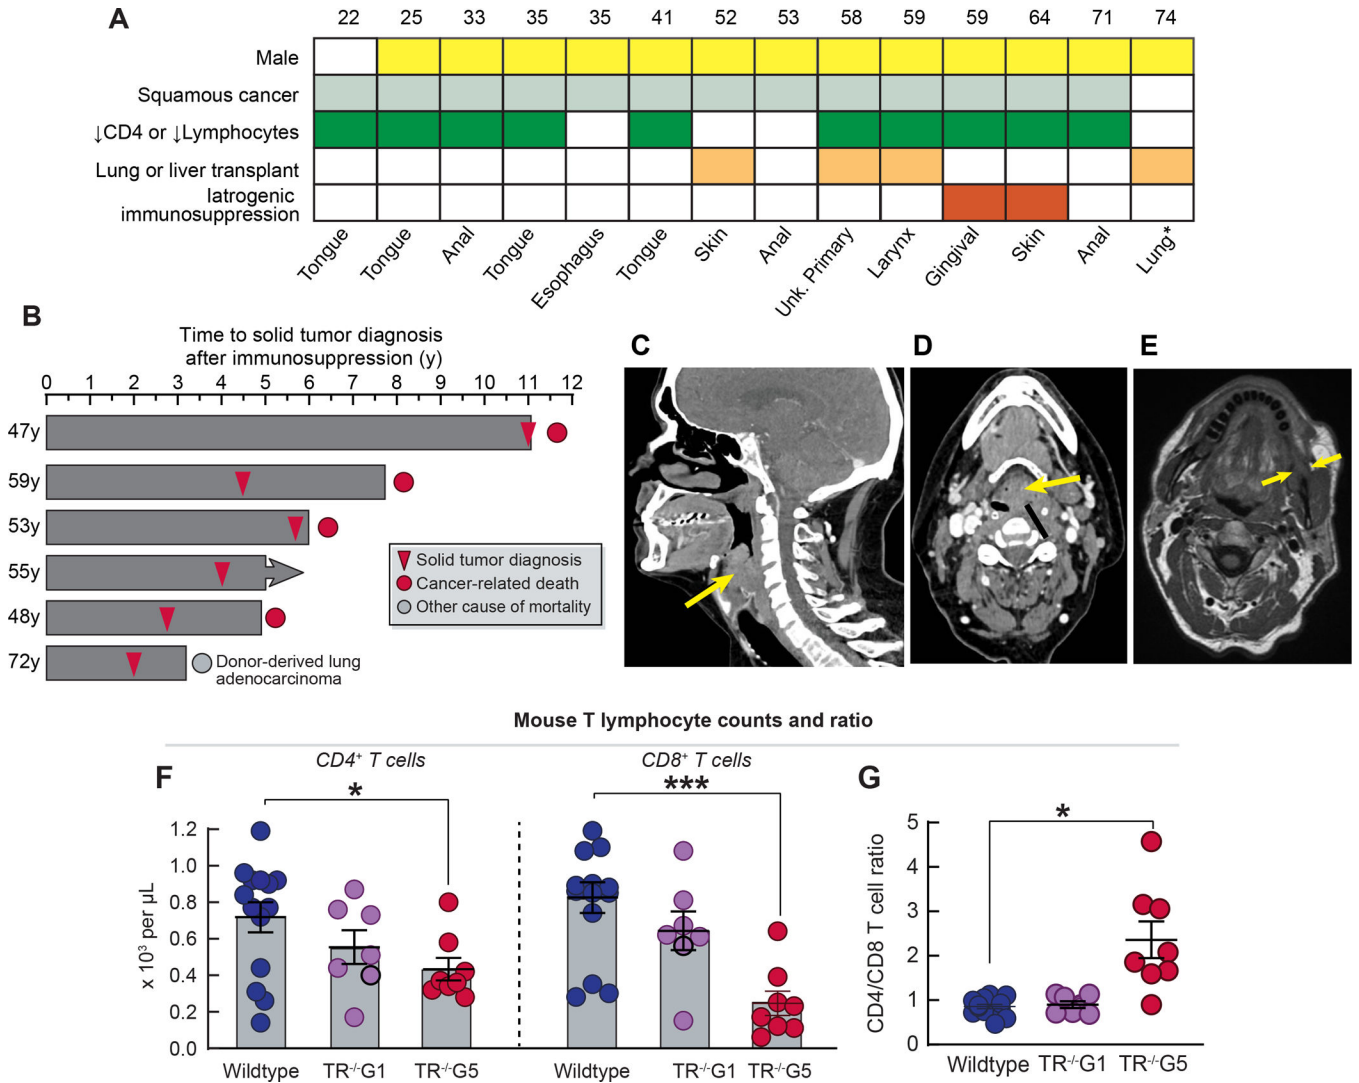 A
22 25 33 35 35 41 52 53 58 59 59 64 71 74
Male
Squamous cancer
↓CD4 or ↓Lymphocytes
Lung or liver transplant
Iatrogenic
immunosuppression
Tongue Tongue Anal Tongue Esophagus Tongue Skin Anal Unk. Primary Larynx Gingival Skin Anal Lung*
B
Time to solid tumor diagnosis
after immunosuppression (y)
0 1 2 3 4 5 6 7 8 9 10 11 12
47y
59y
53y
55y
48y
72y
Solid tumor diagnosis
Cancer-related death
Other cause of mortality
Donor-derived lung
adenocarcinoma
C
D
E
Mouse T lymphocyte counts and ratio
F
CD4⁺ T cells
CD8⁺ T cells
*
***
x 10³ per µL
1.2
1.0
0.8
0.6
0.4
0.2
0.0
Wildtype TR⁻/⁻G1 TR⁻/⁻G5 Wildtype TR⁻/⁻G1 TR⁻/⁻G5
G
*
CD4/CD8 T cell ratio
5
4
3
2
1
0
Wildtype TR⁻/⁻G1 TR⁻/⁻G5